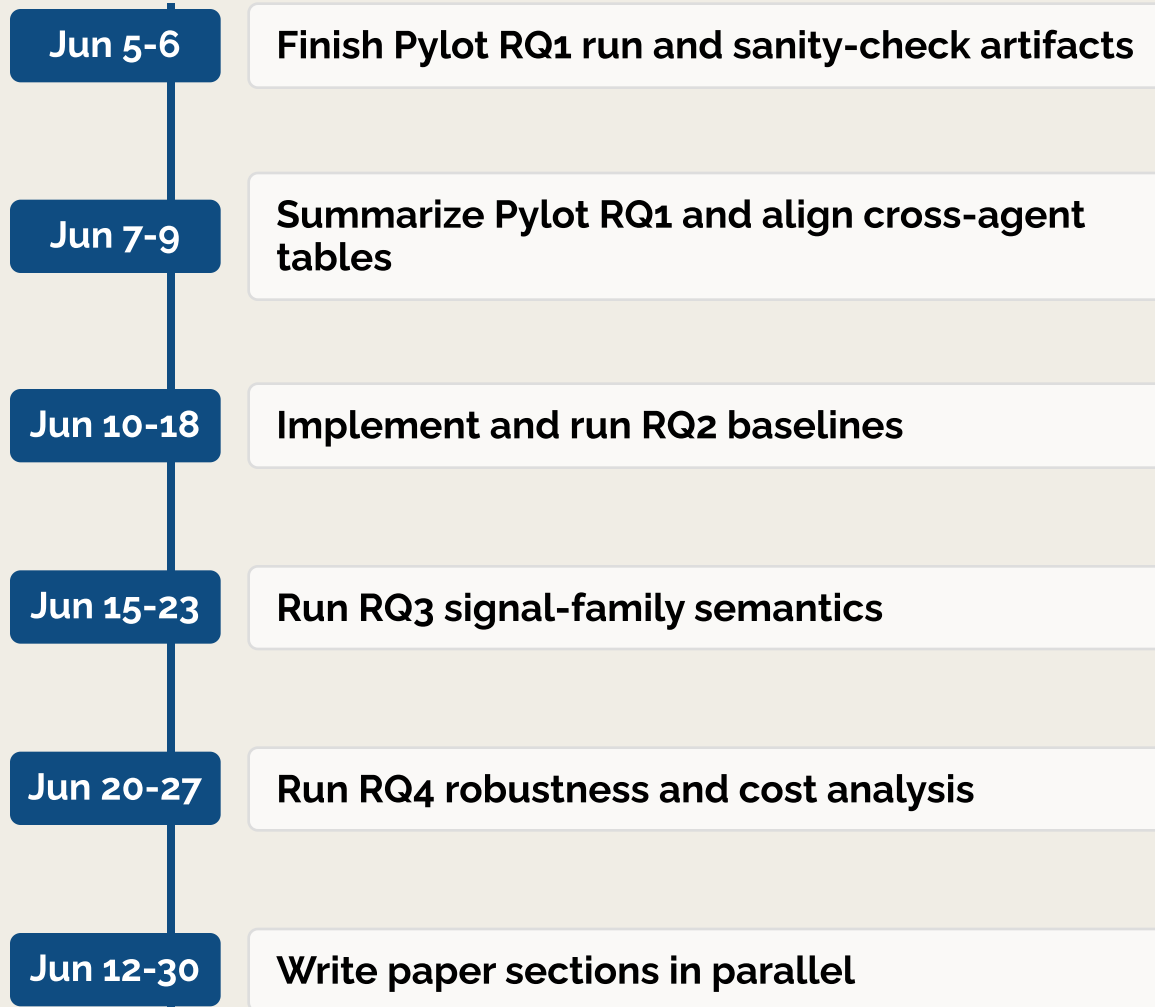 Jun 5-6
Finish Pylot RQ1 run and sanity-check artifacts
Jun 7-9
Summarize Pylot RQ1 and align cross-agent
tables
Jun 10-18
Implement and run RQ2 baselines
Jun 15-23
Run RQ3 signal-family semantics
Jun 20-27
Run RQ4 robustness and cost analysis
Jun 12-30
Write paper sections in parallel